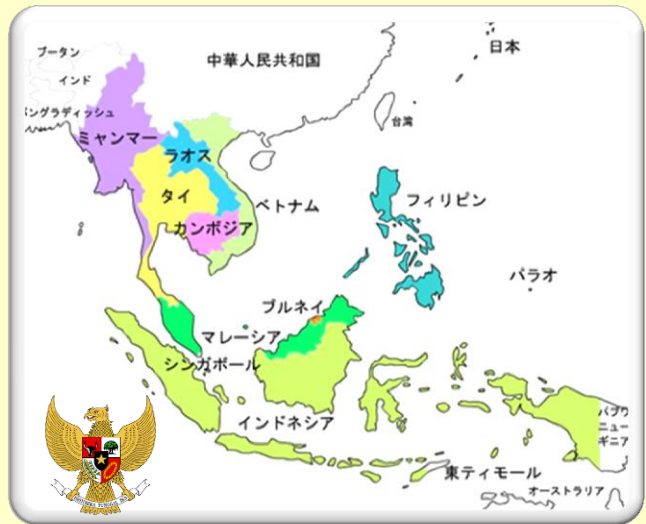 ブータン
中華人民共和国
日本
インド
ングラディッシュ
台湾
ミャンマー
ラオス
タイ
ベトナム
フィリピン
カンボジア
パラオ
ブルネイ
マレーシア
シンガポール
インドネシア
パプワ
ニュー
ギニア
東ティモール
オーストラリア